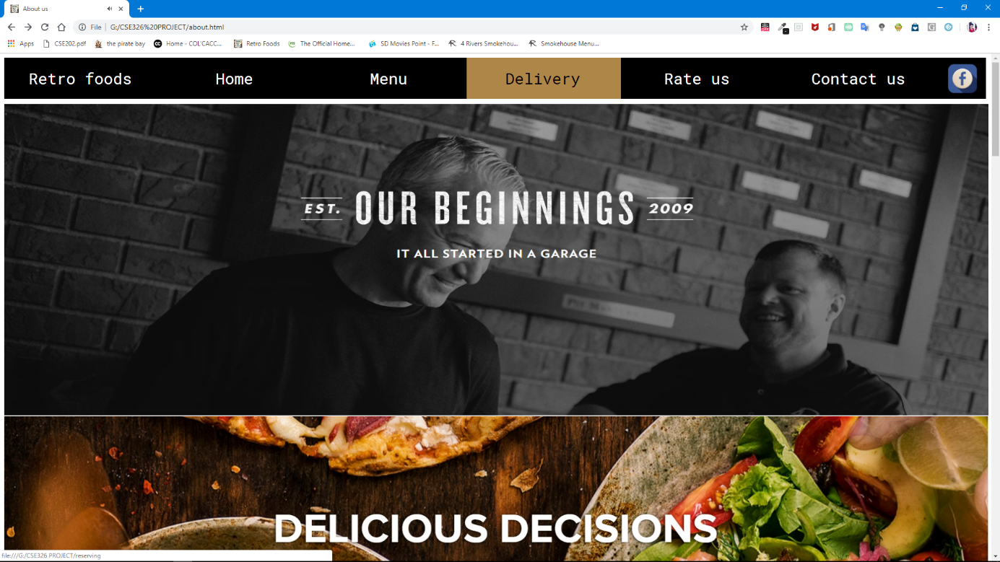 About us
File | G:/CSE326%20PROJECT/about.html
Apps CSE202.pdf the pirate bay Home - COL'CACC... Retro Foods The Official Home... SD Movies Point - F... 4 Rivers Smokehou... Smokehouse Menu...
Retro foods Home Menu Delivery Rate us Contact us
EST. OUR BEGINNINGS 2009
IT ALL STARTED IN A GARAGE
DELICIOUS DECISIONS
file:///G:/CSE326 PROJECT/reserving